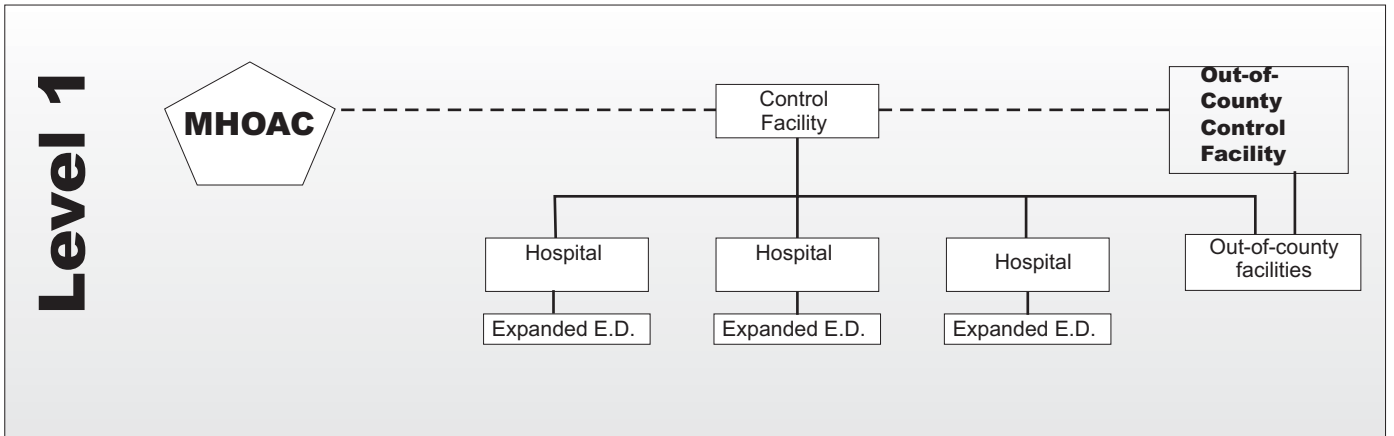 Level 1
MHOAC
Control
Facility
Out-of-
County
Control
Facility
Hospital
Hospital
Hospital
Out-of-county
facilities
Expanded E.D.
Expanded E.D.
Expanded E.D.